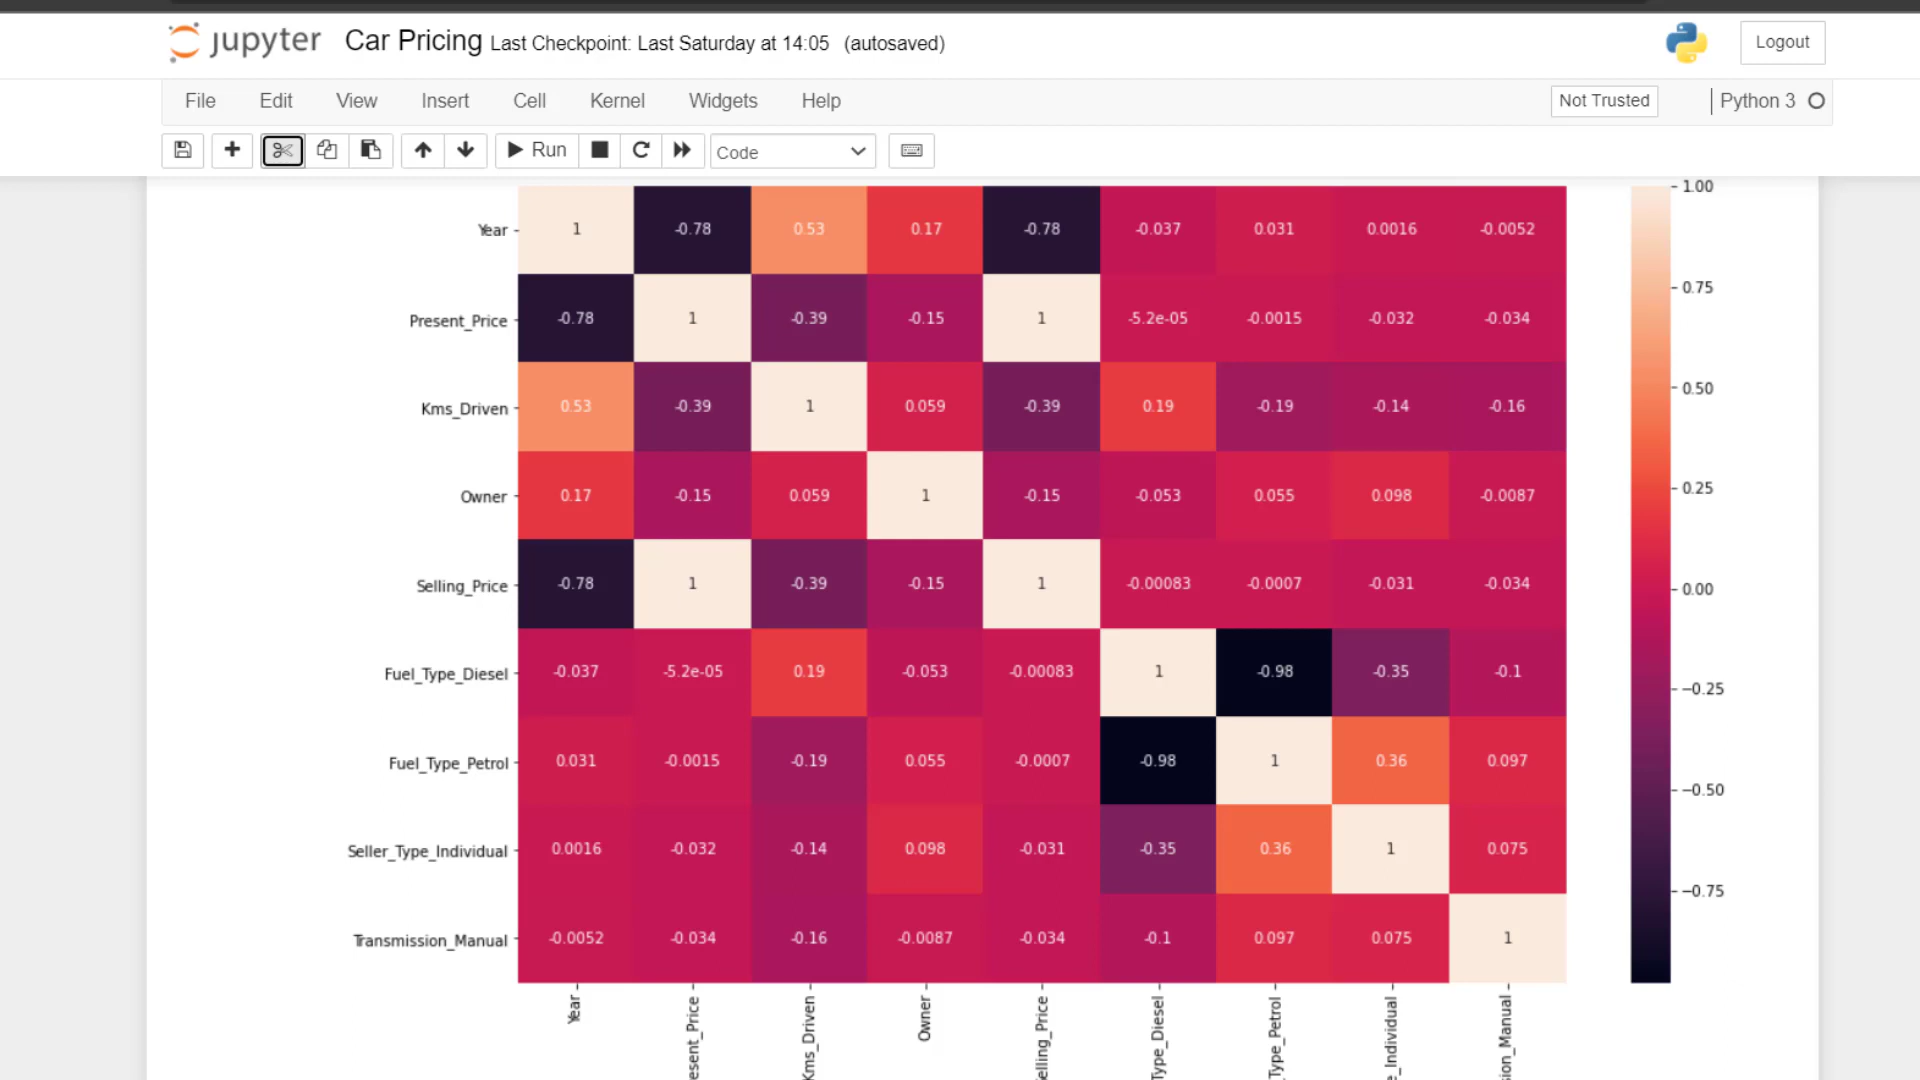 jupyter Car Pricing Last Checkpoint: Last Saturday at 14:05 (autosaved) Logout
File Edit View Insert Cell Kernel Widgets Help Not Trusted Python 3
Run Code
Year 1 -0.78 0.53 0.17 -0.78 -0.037 0.031 0.0016 -0.0052
Present_Price -0.78 1 -0.39 -0.15 1 -5.2e-05 -0.0015 -0.032 -0.034
Kms_Driven 0.53 -0.39 1 0.059 -0.39 0.19 -0.19 -0.14 -0.16
Owner 0.17 -0.15 0.059 1 -0.15 -0.053 0.055 0.098 -0.0087
Selling_Price -0.78 1 -0.39 -0.15 1 -0.00083 -0.0007 -0.031 -0.034
Fuel_Type_Diesel -0.037 -5.2e-05 0.19 -0.053 -0.00083 1 -0.98 -0.35 -0.1
Fuel_Type_Petrol 0.031 -0.0015 -0.19 0.055 -0.0007 -0.98 1 0.36 0.097
Seller_Type_Individual 0.0016 -0.032 -0.14 0.098 -0.031 -0.35 0.36 1 0.075
Transmission_Manual -0.0052 -0.034 -0.16 -0.0087 -0.034 -0.1 0.097 0.075 1
Year
esent_Price
Kms_Driven
Owner
elling_Price
Type_Diesel
Type_Petrol
e_Individual
ion_Manual
1.00
0.75
0.50
0.25
0.00
−0.25
−0.50
−0.75